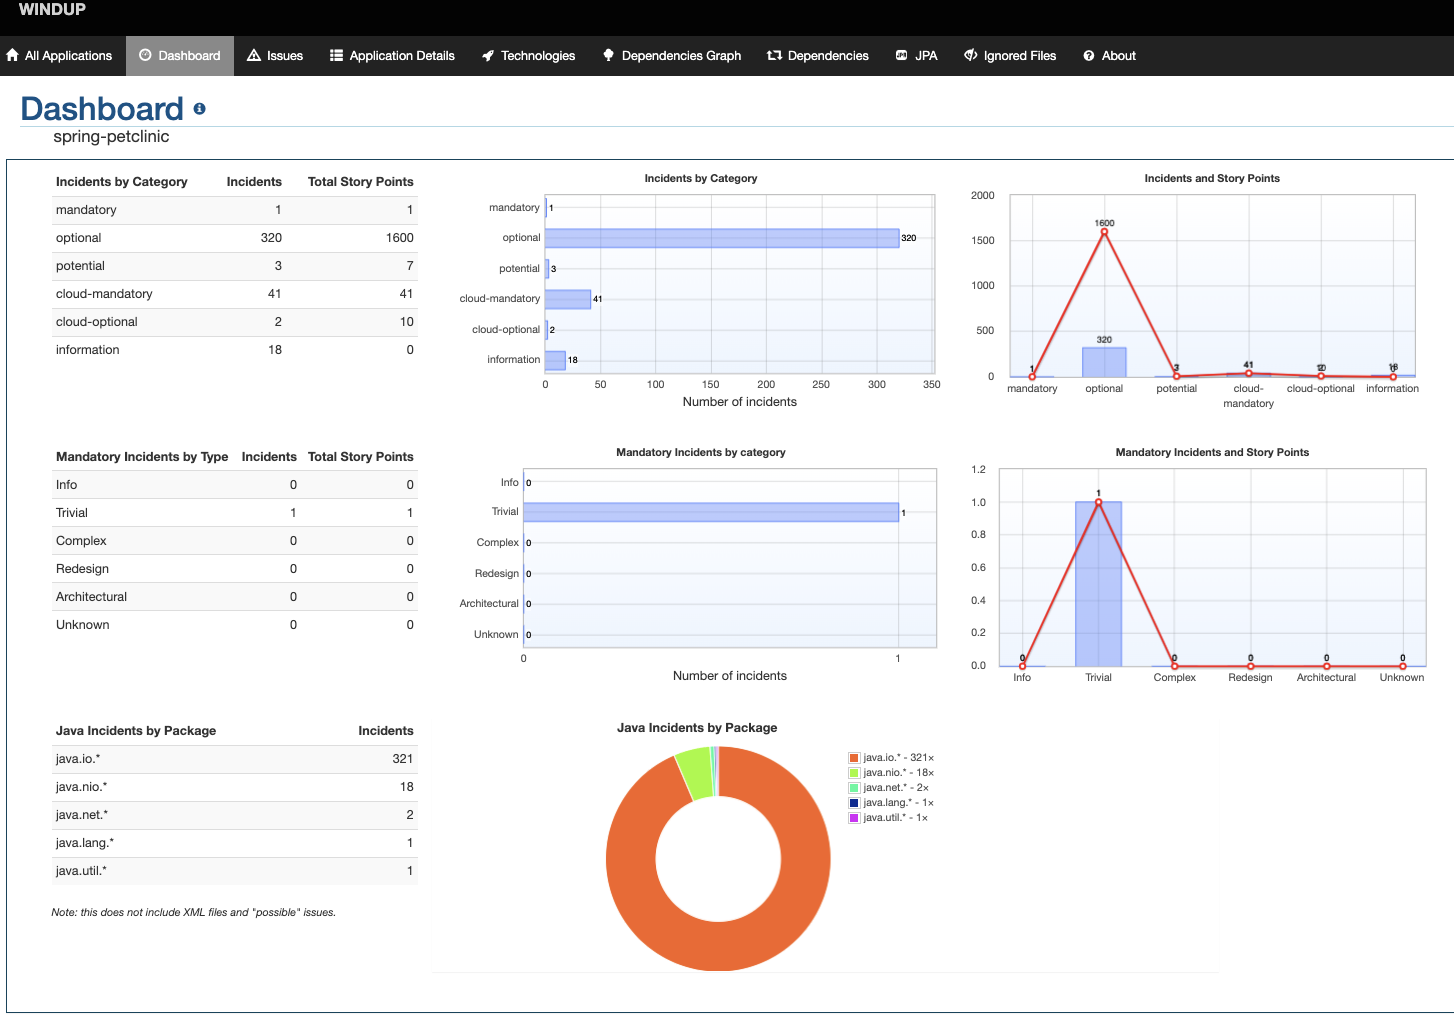 WINDUP
All Applications Dashboard Issues Application Details Technologies Dependencies Graph Dependencies JPA Ignored Files About
Dashboard
spring-petclinic
Incidents by Category Incidents Total Story Points
mandatory 1 1
optional 320 1600
potential 3 7
cloud-mandatory 41 41
cloud-optional 2 10
information 18 0
Incidents by Category
mandatory 1
optional 320
potential 3
cloud-mandatory 41
cloud-optional 2
information 18
0 50 100 150 200 250 300 350
Number of incidents
Incidents and Story Points
2000
1500
1000
500
0
1600
320
1
41
mandatory optional potential cloud-mandatory cloud-optional information
Mandatory Incidents by Type Incidents Total Story Points
Info 0 0
Trivial 1 1
Complex 0 0
Redesign 0 0
Architectural 0 0
Unknown 0 0
Mandatory Incidents by category
Info 0
Trivial 1
Complex 0
Redesign 0
Architectural 0
Unknown 0
0 1
Number of incidents
Mandatory Incidents and Story Points
1.2
1.0
0.8
0.6
0.4
0.2
0.0
0 1 0 0 0 0
Info Trivial Complex Redesign Architectural Unknown
Java Incidents by Package Incidents
java.io.* 321
java.nio.* 18
java.net.* 2
java.lang.* 1
java.util.* 1
Note: this does not include XML files and "possible" issues.
Java Incidents by Package
java.io.* - 321×
java.nio.* - 18×
java.net.* - 2×
java.lang.* - 1×
java.util.* - 1×